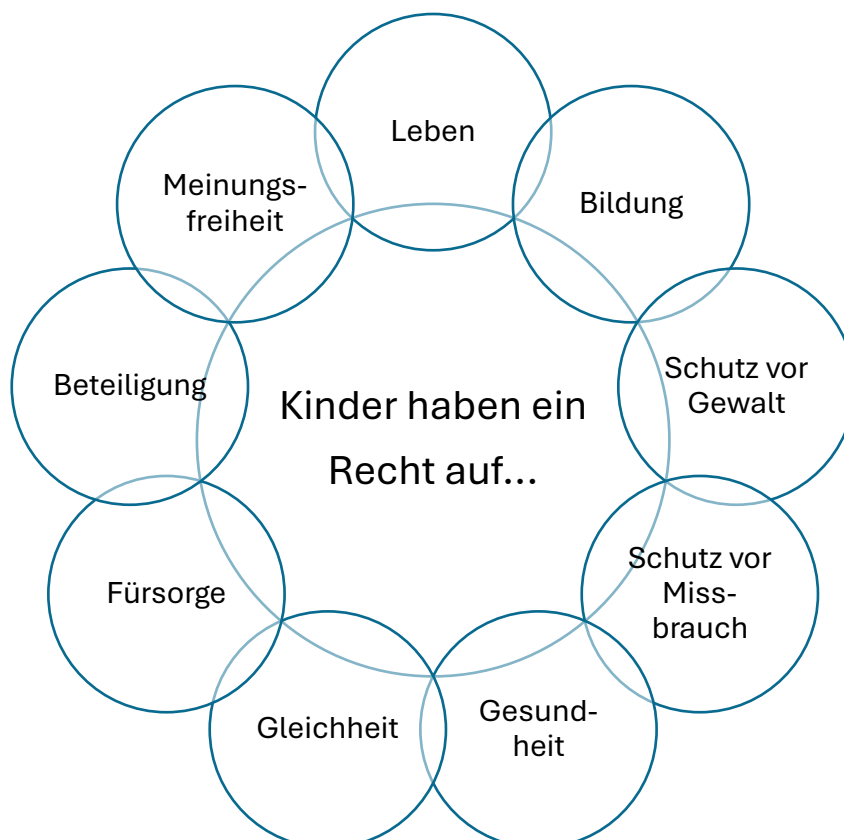 Leben
Bildung
Schutz vor
Gewalt
Schutz vor
Miss-
brauch
Gesund-
heit
Gleichheit
Fürsorge
Beteiligung
Meinungs-
freiheit
Kinder haben ein
Recht auf...